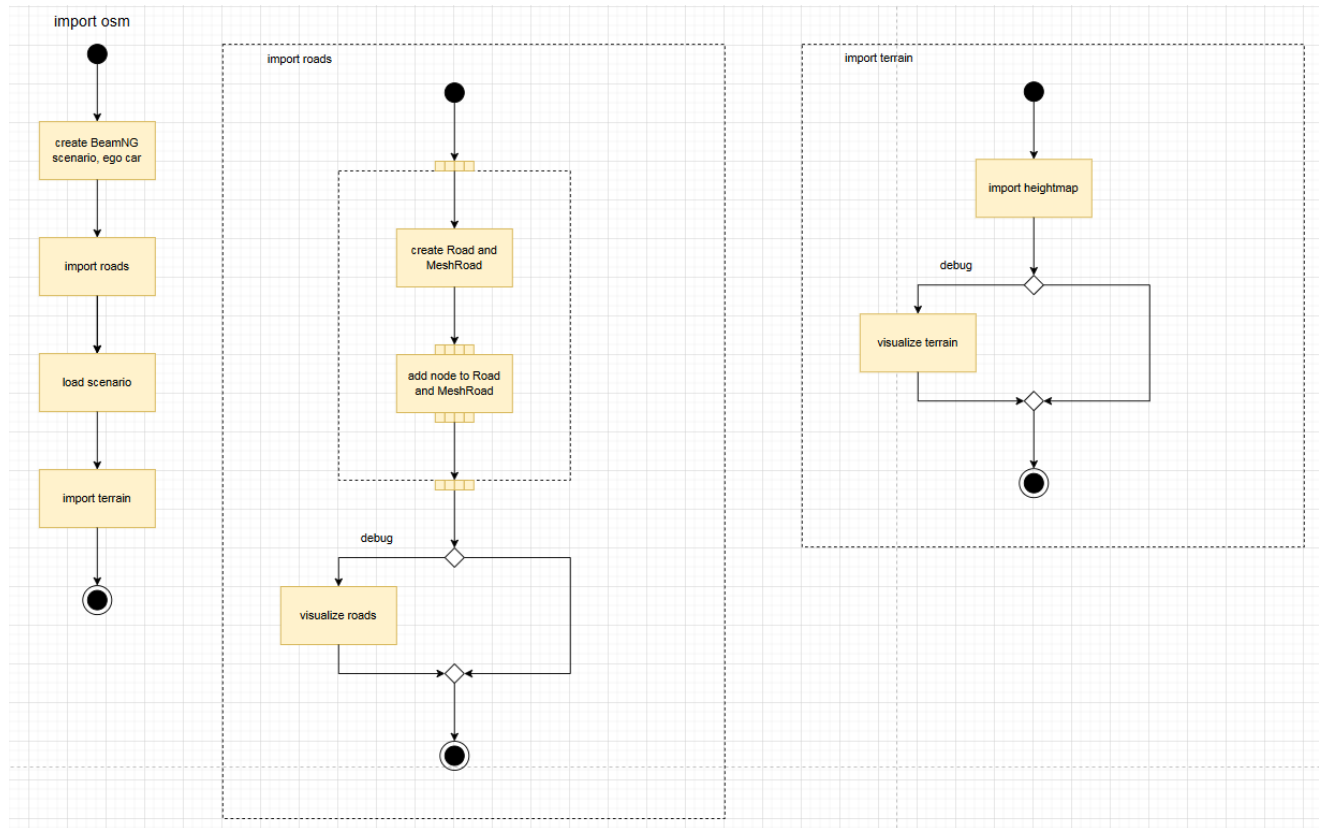 import osm
create BeamNG
scenario, ego car
import roads
load scenario
import terrain
import roads
create Road and
MeshRoad
add node to Road
and MeshRoad
debug
visualize roads
import terrain
import heightmap
debug
visualize terrain